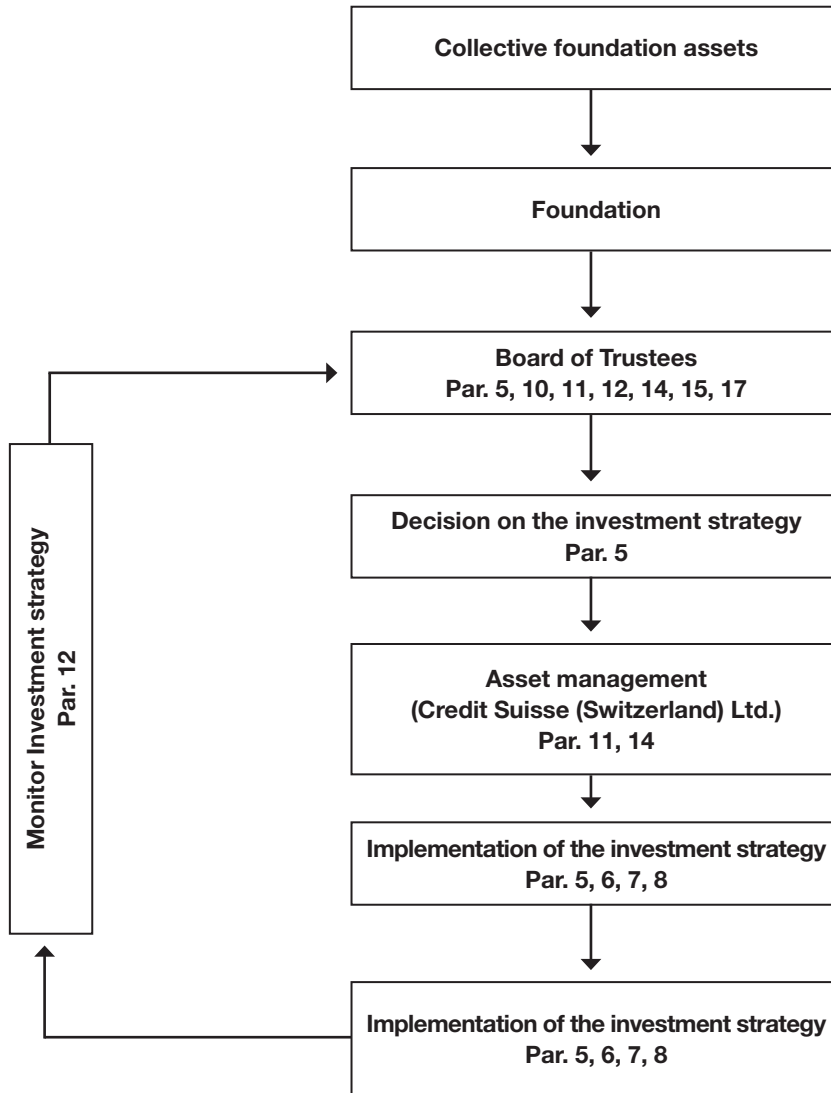 Collective foundation assets
Foundation
Board of Trustees
Par. 5, 10, 11, 12, 14, 15, 17
Decision on the investment strategy
Par. 5
Asset management
(Credit Suisse (Switzerland) Ltd.)
Par. 11, 14
Implementation of the investment strategy
Par. 5, 6, 7, 8
Implementation of the investment strategy
Par. 5, 6, 7, 8
Monitor Investment strategy
Par. 12